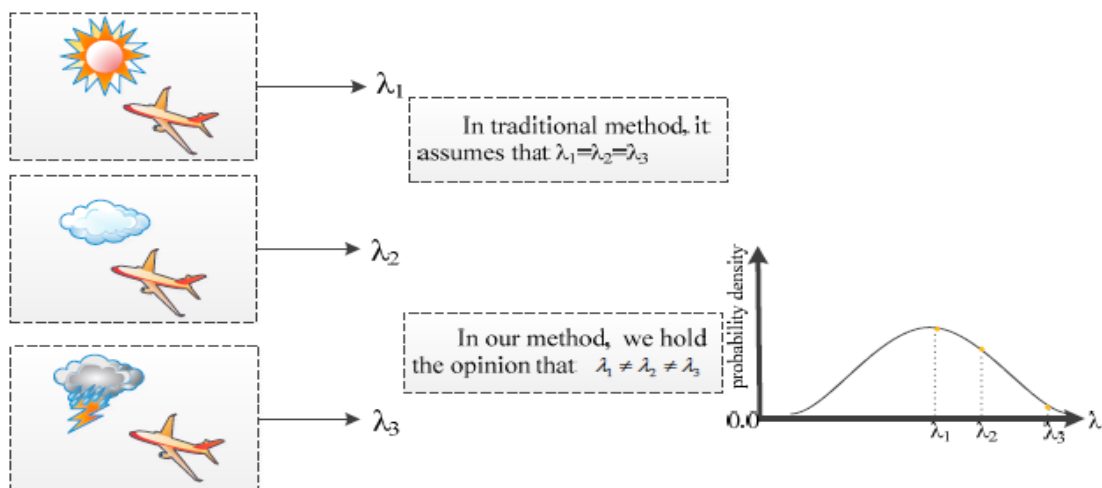 λ₁
In traditional method, it
assumes that λ₁=λ₂=λ₃
λ₂
In our method, we hold
the opinion that λ₁ ≠ λ₂ ≠ λ₃
λ₃
probability density
0.0
λ₁ λ₂ λ₃ λ